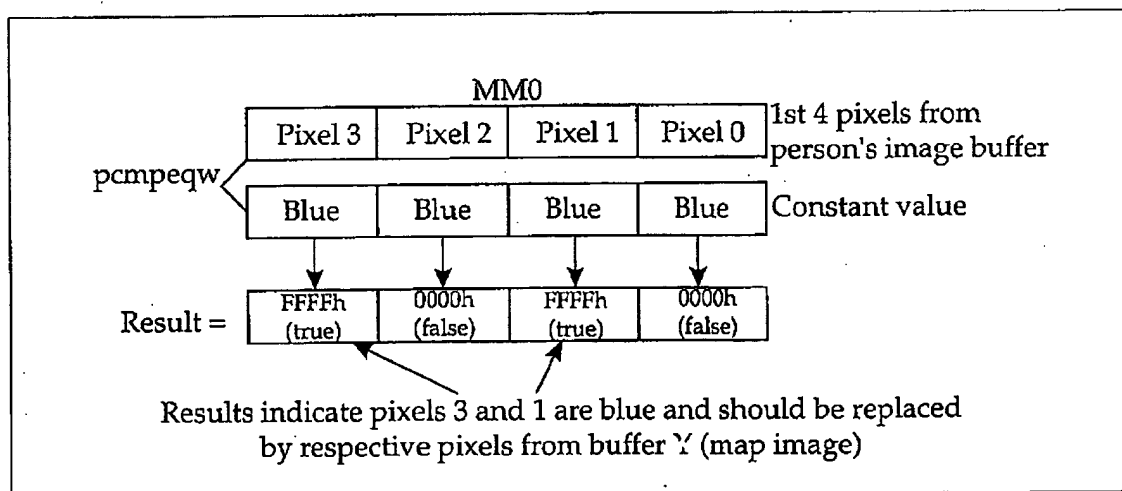 MM0
Pixel 3 Pixel 2 Pixel 1 Pixel 0
1st 4 pixels from
person's image buffer
pcmpeqw
Blue Blue Blue Blue Constant value
Result =
FFFFh 0000h FFFFh 0000h
(true) (false) (true) (false)
Results indicate pixels 3 and 1 are blue and should be replaced
by respective pixels from buffer Y (map image)